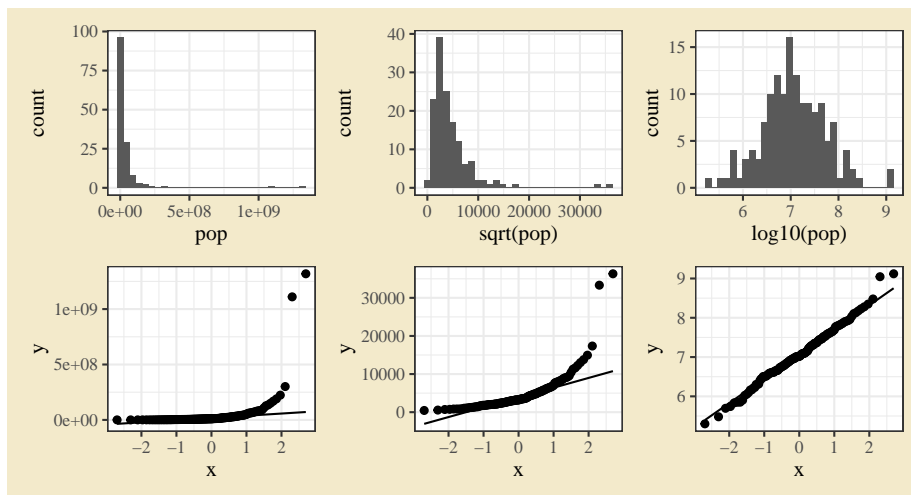 100
75
50
25
0
count
0e+00 5e+08 1e+09
pop
40
30
20
10
0
count
0 10000 20000 30000
sqrt(pop)
15
10
5
0
count
6 7 8 9
log10(pop)
1e+09
5e+08
0e+00
y
−2 −1 0 1 2
x
30000
20000
10000
0
y
−2 −1 0 1 2
x
9
8
7
6
y
−2 −1 0 1 2
x